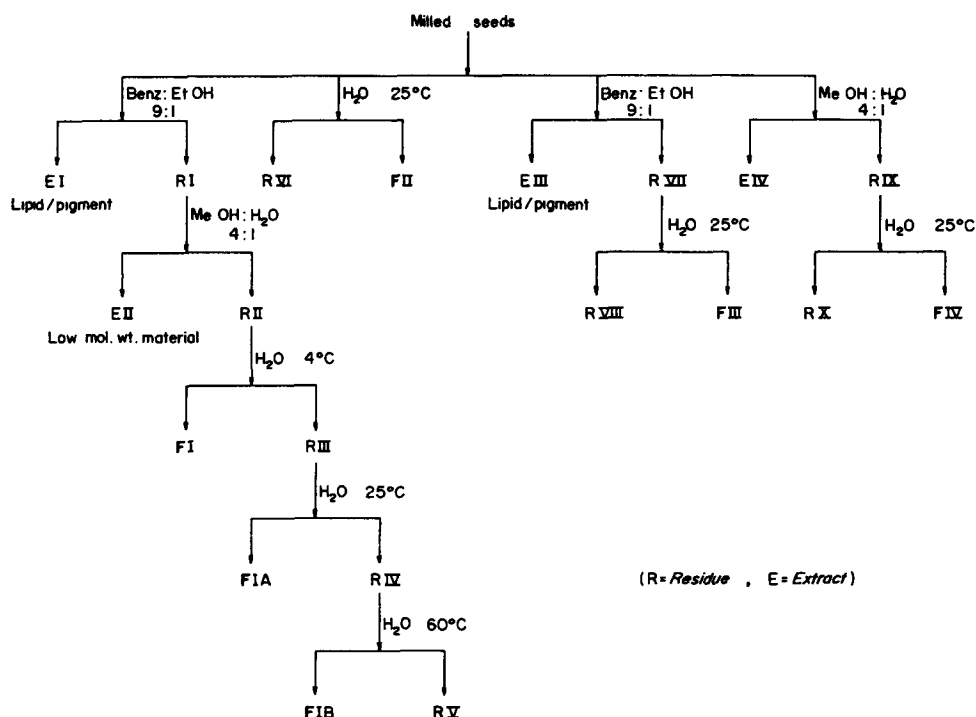 Milled seeds
Benz: EtOH
9:1
H₂O 25°C
Benz: EtOH
9:1
MeOH:H₂O
4:1
EI
RI
RVI
FII
EIII
RVII
EIV
RIX
Lipid/pigment
Lipid/pigment
MeOH:H₂O
4:1
H₂O 25°C
H₂O 25°C
EII
RII
RVIII
FIII
RX
FIV
Low mol. wt. material
H₂O 4°C
FI
RIII
H₂O 25°C
FIA
RIV
(R=Residue , E=Extract)
H₂O 60°C
FIB
RV